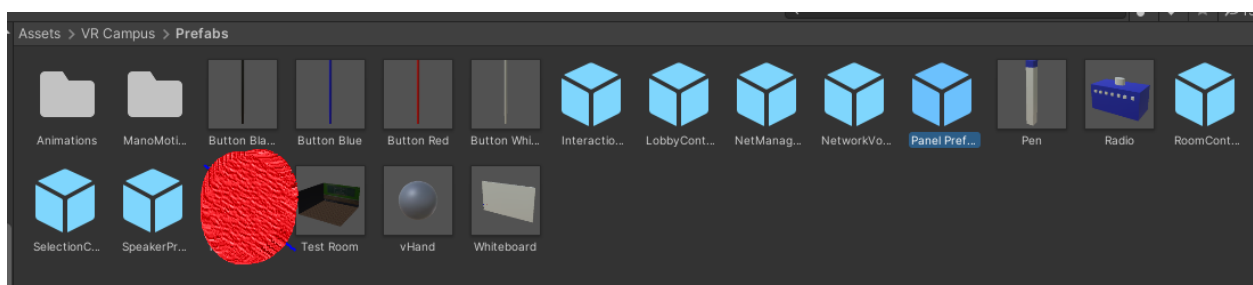 Assets > VR Campus > Prefabs
Animations ManoMoti... Button Bla... Button Blue Button Red Button Whi... Interactio... LobbyCont... NetManag... NetworkVo... Panel Pref... Pen Radio RoomCont...
SelectionC... SpeakerPr... Test Room vHand Whiteboard